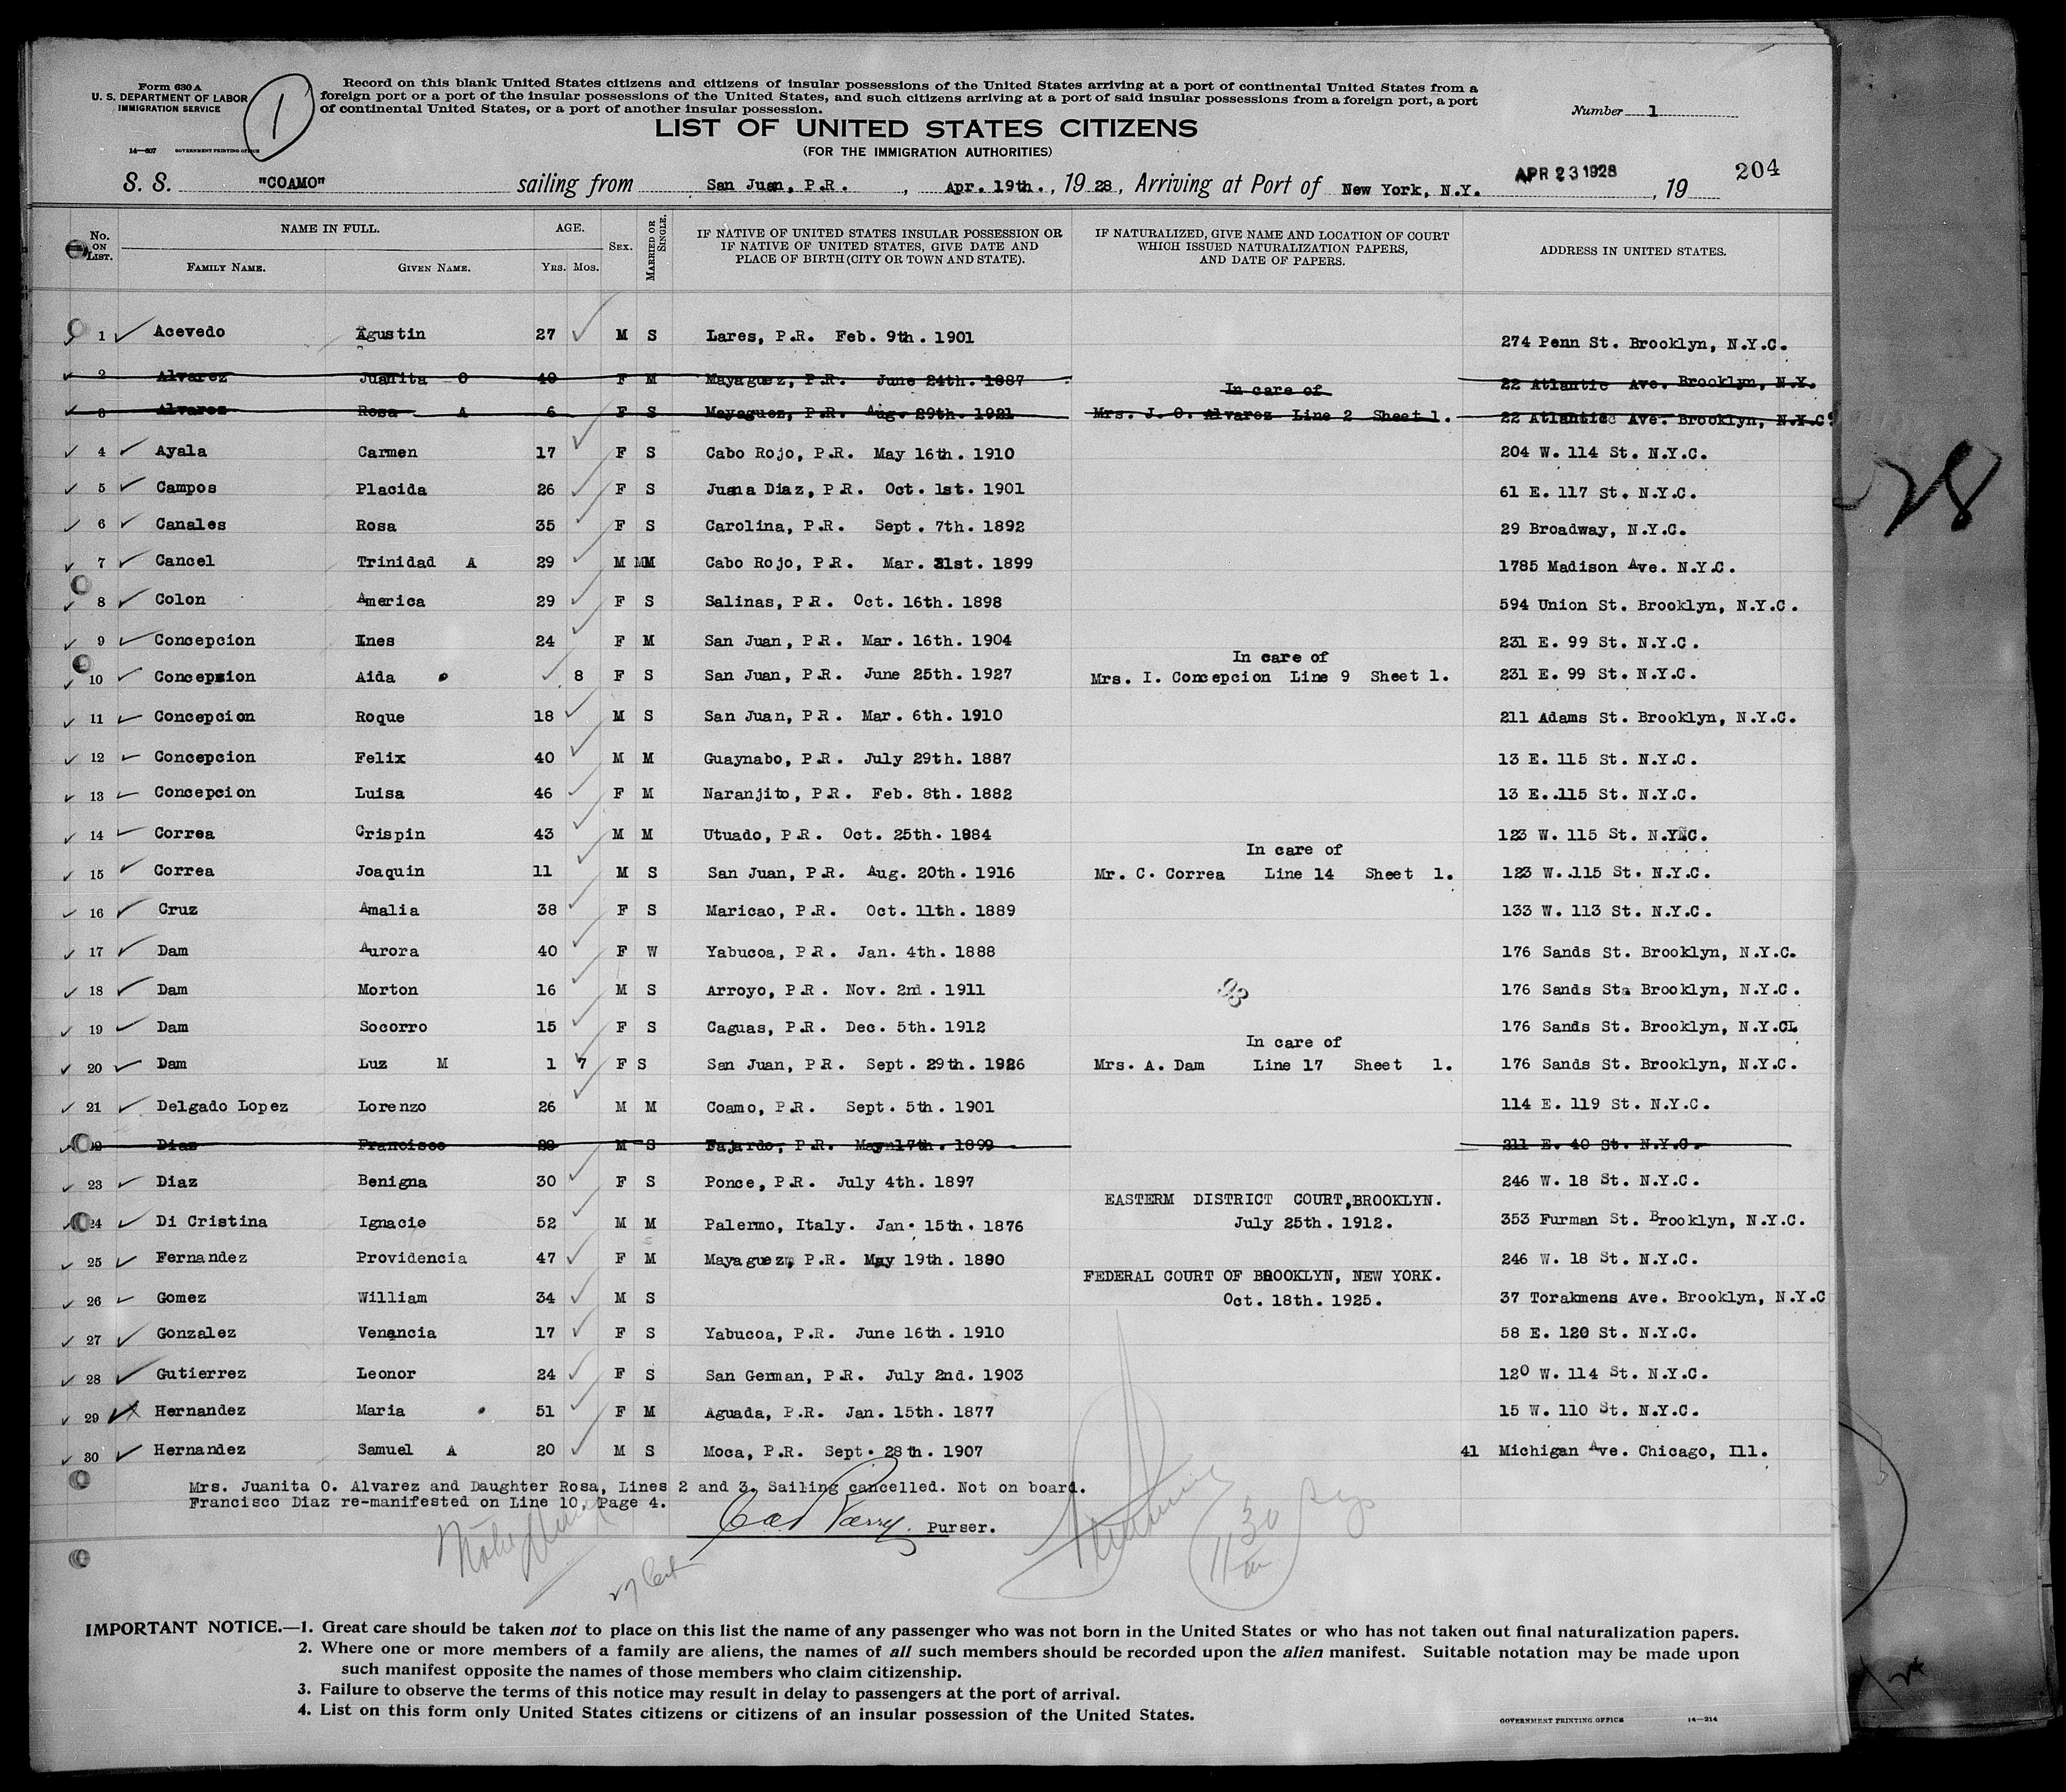 Form 630 A
U. S. DEPARTMENT OF LABOR
IMMIGRATION SERVICE
14—607 GOVERNMENT PRINTING OFFICE
1
Record on this blank United States citizens and citizens of insular possessions of the United States arriving at a port of continental United States from a
foreign port or a port of the insular possessions of the United States, and such citizens arriving at a port of said insular possessions from a foreign port, a port
of continental United States, or a port of another insular possession.
Number 1
LIST OF UNITED STATES CITIZENS
(FOR THE IMMIGRATION AUTHORITIES)
204
S. S. "COAMO" sailing from San Juan, P.R. , Apr. 19th. , 19 28 , Arriving at Port of New York, N.Y. APR 23 1928 , 19
No. ON LIST. NAME IN FULL. FAMILY NAME. GIVEN NAME. AGE. YRS. MOS. SEX. MARRIED OR SINGLE. IF NATIVE OF UNITED STATES INSULAR POSSESSION OR IF NATIVE OF UNITED STATES, GIVE DATE AND PLACE OF BIRTH (CITY OR TOWN AND STATE). IF NATURALIZED, GIVE NAME AND LOCATION OF COURT WHICH ISSUED NATURALIZATION PAPERS, AND DATE OF PAPERS. ADDRESS IN UNITED STATES.
1 Acevedo Agustin 27 M S Lares, P.R. Feb. 9th. 1901 274 Penn St. Brooklyn, N.Y.C.
2 Alvarez Juanita O 40 F M Mayaguez, P.R. June 24th. 1887 22 Atlantic Ave. Brooklyn, N.Y.
In care of
3 Alvarez Rosa A 6 F S Mayaguez, P.R. Aug. 29th. 1921 Mrs. J. O. Alvarez Line 2 Sheet 1. 22 Atlantic Ave. Brooklyn, N.Y.C
4 Ayala Carmen 17 F S Cabo Rojo, P.R. May 16th. 1910 204 W. 114 St. N.Y.C.
5 Campos Placida 26 F S Juana Diaz, P.R. Oct. 1st. 1901 61 E. 117 St. N.Y.C.
6 Canales Rosa 35 F S Carolina, P.R. Sept. 7th. 1892 29 Broadway, N.Y.C.
7 Cancel Trinidad A 29 M MM Cabo Rojo, P.R. Mar. 21st. 1899 1785 Madison Ave. N.Y.C.
8 Colon America 29 F S Salinas, P.R. Oct. 16th. 1898 594 Union St. Brooklyn, N.Y.C.
9 Concepcion Ines 24 F M San Juan, P.R. Mar. 16th. 1904 231 E. 99 St. N.Y.C.
In care of
10 Concepcion Aida 8 F S San Juan, P.R. June 25th. 1927 Mrs. I. Concepcion Line 9 Sheet 1. 231 E. 99 St. N.Y.C.
11 Concepcion Roque 18 M S San Juan, P.R. Mar. 6th. 1910 211 Adams St. Brooklyn, N.Y.C.
12 Concepcion Felix 40 M M Guaynabo, P.R. July 29th. 1887 13 E. 115 St. N.Y.C.
13 Concepcion Luisa 46 F M Naranjito, P.R. Feb. 8th. 1882 13 E..115 St. N.Y.C.
14 Correa Crispin 43 M M Utuado, P.R. Oct. 25th. 1884 123 W. 115 St. N.Y.C.
In care of
15 Correa Joaquin 11 M S San Juan, P.R. Aug. 20th. 1916 Mr. C. Correa Line 14 Sheet 1. 123 W..115 St. N.Y.C.
16 Cruz Amalia 38 F S Maricao, P.R. Oct. 11th. 1889 133 W. 113 St. N.Y.C.
17 Dam Aurora 40 F W Yabucoa, P.R. Jan. 4th. 1888 176 Sands St. Brooklyn, N.Y.C.
18 Dam Morton 16 M S Arroyo, P.R. Nov. 2nd. 1911 176 Sands St. Brooklyn, N.Y.C.
19 Dam Socorro 15 F S Caguas, P.R. Dec. 5th. 1912 176 Sands St. Brooklyn, N.Y.C.
In care of
20 Dam Luz M 1 7 F S San Juan, P.R. Sept. 29th. 1926 Mrs. A. Dam Line 17 Sheet 1. 176 Sands St. Brooklyn, N.Y.C.
21 Delgado Lopez Lorenzo 26 M M Coamo, P.R. Sept. 5th. 1901 114 E. 119 St. N.Y.C.
22 Diaz Francisco 28 M S Fajardo, P.R. May 17th. 1899 211 E. 40 St. N.Y.C.
23 Diaz Benigna 30 F S Ponce, P.R. July 4th. 1897 246 W. 18 St. N.Y.C.
EASTERM DISTRICT COURT,BROOKLYN.
24 Di Cristina Ignacio 52 M M Palermo, Italy. Jan. 15th. 1876 July 25th. 1912. 353 Furman St. Brooklyn, N.Y.C.
25 Fernandez Providencia 47 F M Mayaguez, P.R. May 19th. 1880 246 W. 18 St. N.Y.C.
FEDERAL COURT OF BROOKLYN, NEW YORK.
26 Gomez William 34 M S Oct. 18th. 1925. 37 Torakmens Ave. Brooklyn, N.Y.C
27 Gonzalez Venancia 17 F S Yabucoa, P.R. June 16th. 1910 58 E. 120 St. N.Y.C.
28 Gutierrez Leonor 24 F S San German, P.R. July 2nd. 1903 120 W. 114 St. N.Y.C.
29 Hernandez Maria 51 F M Aguada, P.R. Jan. 15th. 1877 15 W. 110 St. N.Y.C.
30 Hernandez Samuel A 20 M S Moca, P.R. Sept. 28th. 1907 41 Michigan Ave. Chicago, Ill.
Mrs. Juanita O. Alvarez and Daughter Rosa, Lines 2 and 3. Sailing cancelled. Not on board.
Francisco Diaz re-manifested on Line 10, Page 4.
Purser.
28
IMPORTANT NOTICE.—1. Great care should be taken not to place on this list the name of any passenger who was not born in the United States or who has not taken out final naturalization papers.
2. Where one or more members of a family are aliens, the names of all such members should be recorded upon the alien manifest. Suitable notation may be made upon
such manifest opposite the names of those members who claim citizenship.
3. Failure to observe the terms of this notice may result in delay to passengers at the port of arrival.
4. List on this form only United States citizens or citizens of an insular possession of the United States.
GOVERNMENT PRINTING OFFICE 14—214